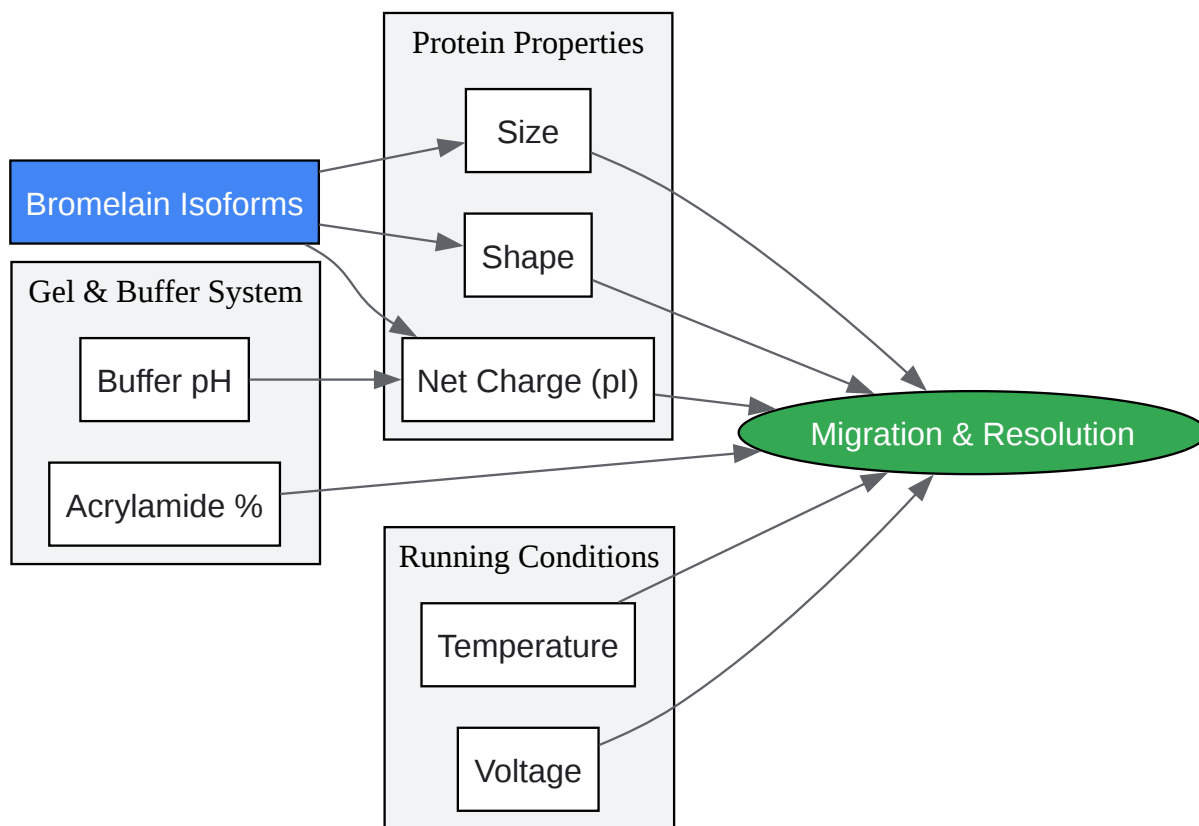 Protein Properties
Size
Bromelain Isoforms
Shape
Gel & Buffer System
Buffer pH
Net Charge (pI)
Migration & Resolution
Acrylamide %
Running Conditions
Temperature
Voltage